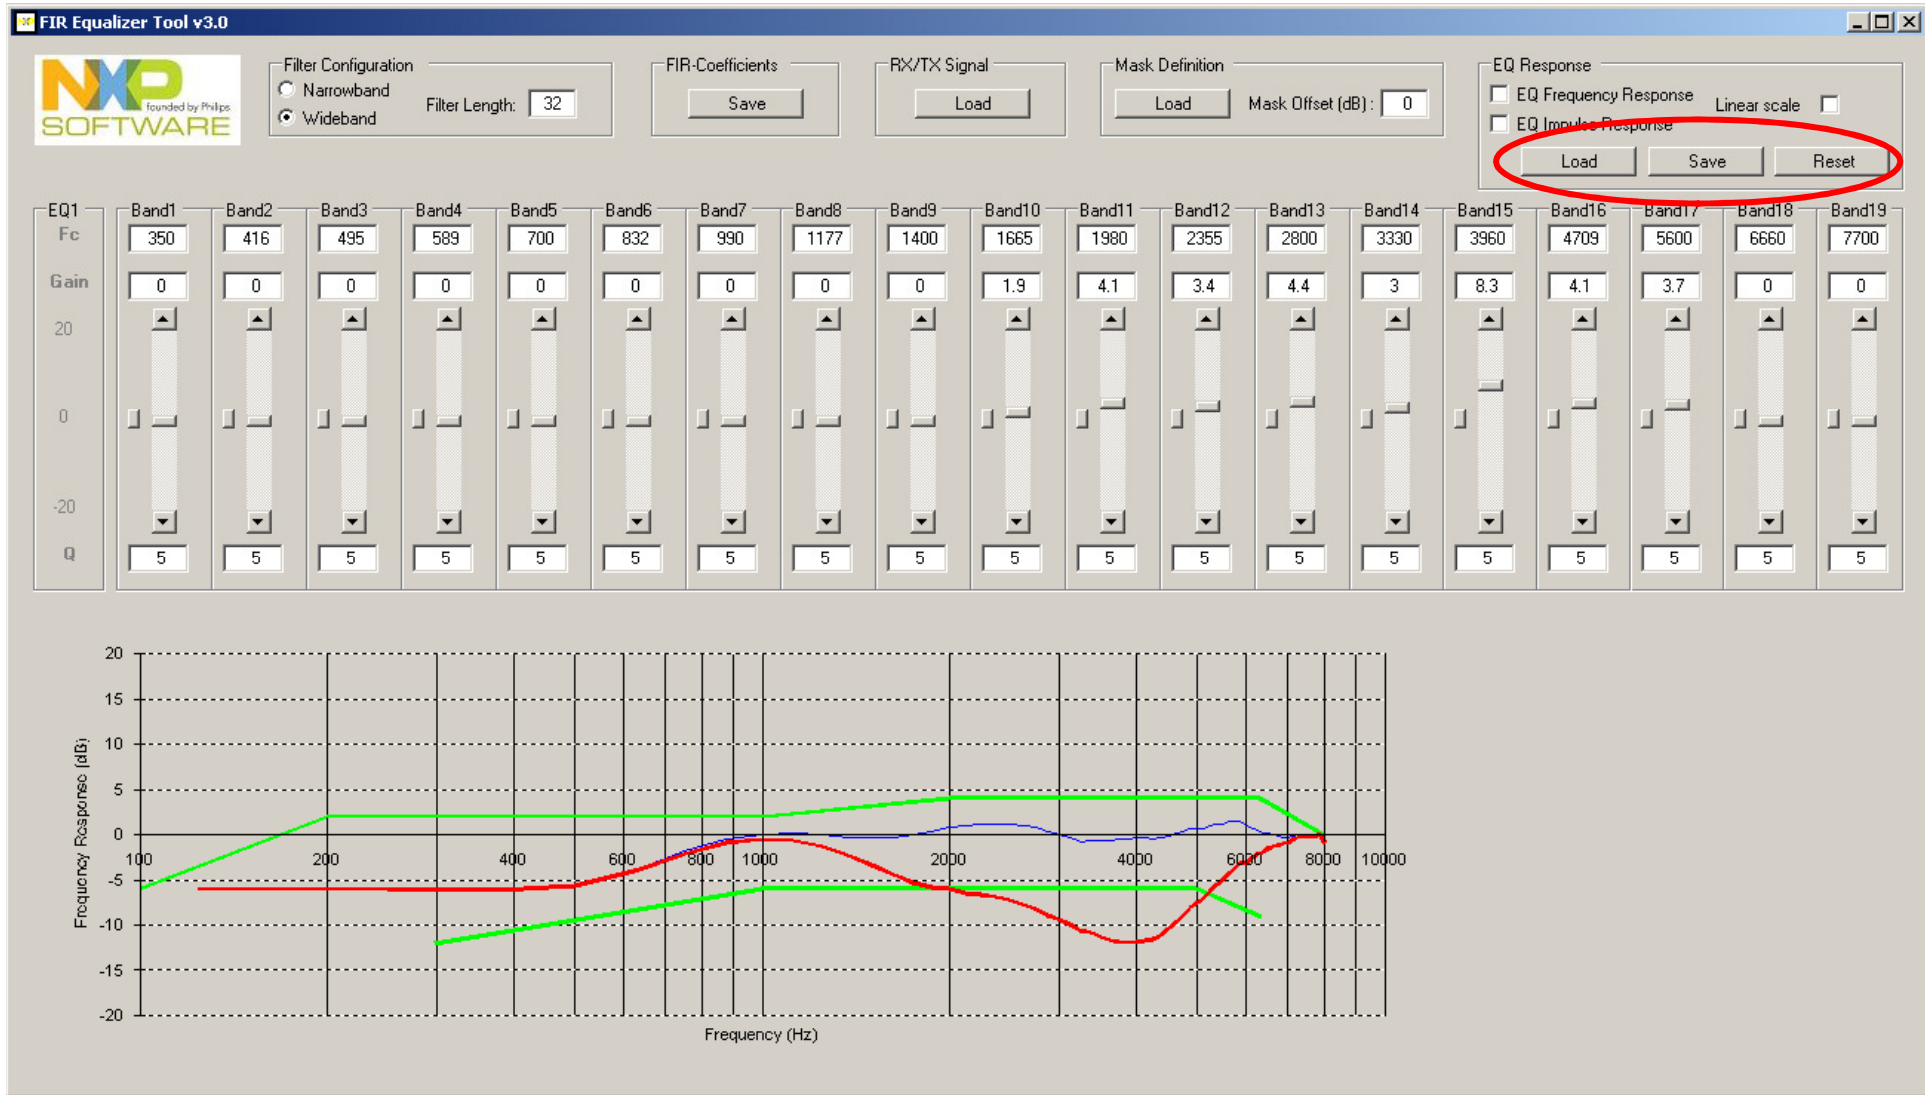 FIR Equalizer Tool v3.0
NXP
founded by Philips
SOFTWARE
Filter Configuration
Narrowband
Wideband
Filter Length: 32
FIR-Coefficients
Save
RX/TX Signal
Load
Mask Definition
Load
Mask Offset (dB) : 0
EQ Response
EQ Frequency Response
Linear scale
EQ Impulse Response
Load Save Reset
EQ1 Band1 Band2 Band3 Band4 Band5 Band6 Band7 Band8 Band9 Band10 Band11 Band12 Band13 Band14 Band15 Band16 Band17 Band18 Band19
Fc 350 416 495 589 700 832 990 1177 1400 1665 1980 2355 2800 3330 3960 4709 5600 6660 7700
Gain 0 0 0 0 0 0 0 0 0 1.9 4.1 3.4 4.4 3 8.3 4.1 3.7 0 0
20
0
-20
Q 5 5 5 5 5 5 5 5 5 5 5 5 5 5 5 5 5 5 5
Frequency Response (dB)
20
15
10
5
0
-5
-10
-15
-20
100 200 400 600 800 1000 2000 4000 6000 8000 10000
Frequency (Hz)